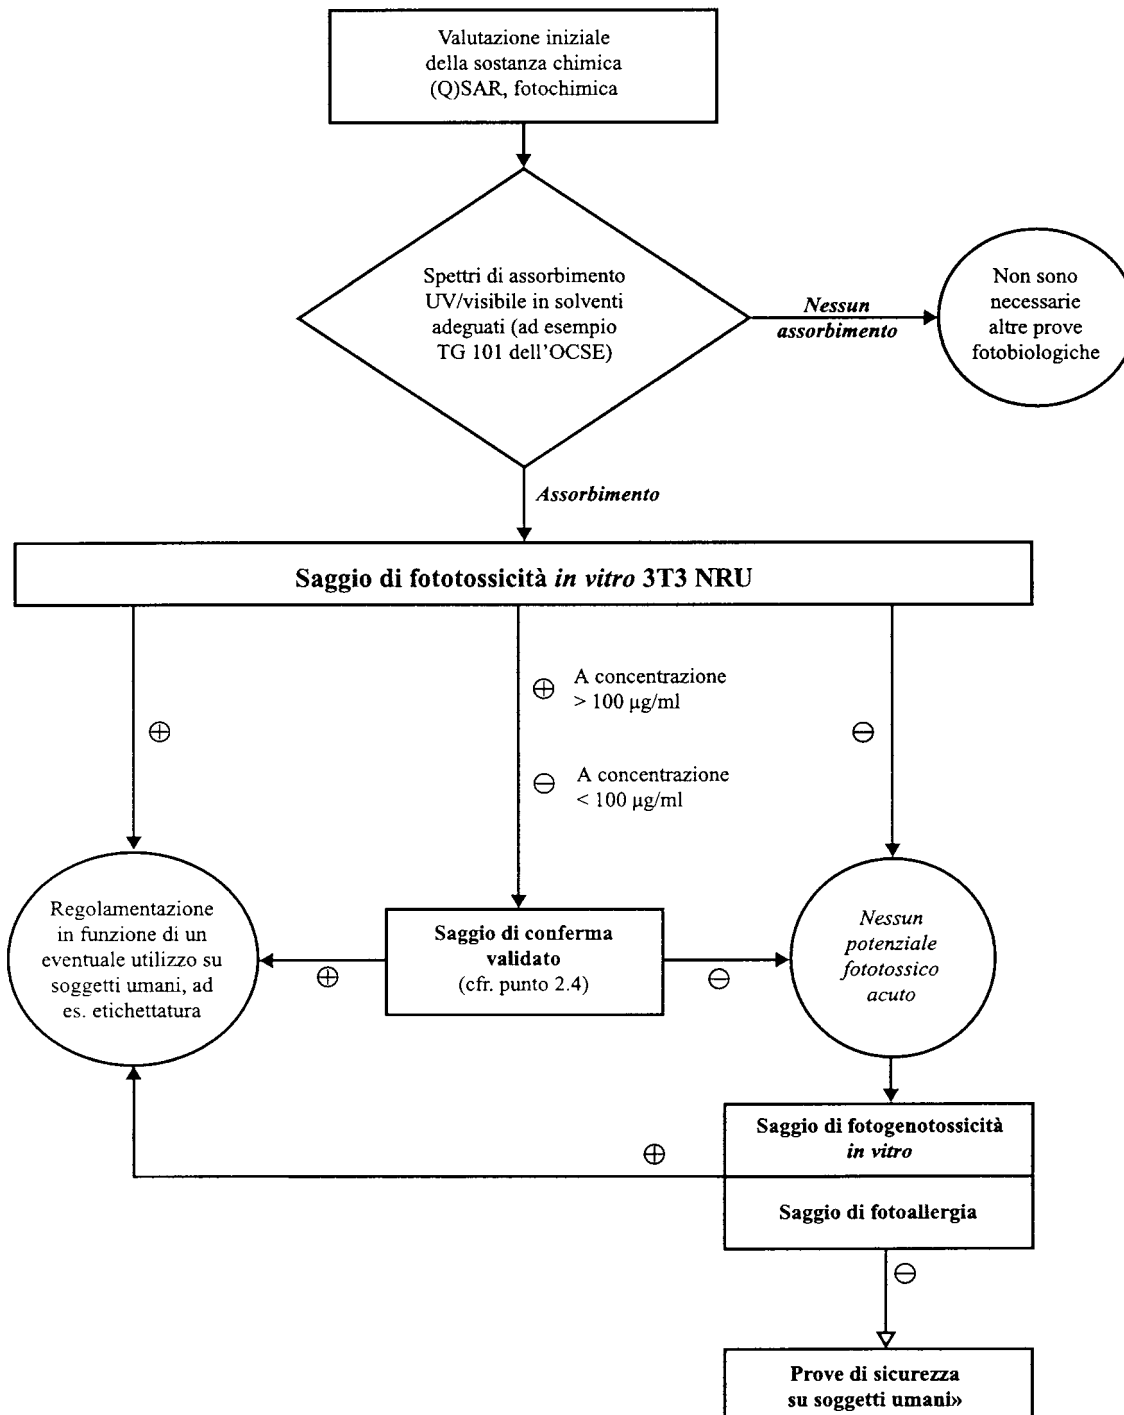 Valutazione iniziale
della sostanza chimica
(Q)SAR, fotochimica
Spettri di assorbimento
UV/visibile in solventi
adeguati (ad esempio
TG 101 dell'OCSE)
Nessun
assorbimento
Non sono
necessarie
altre prove
fotobiologiche
Assorbimento
Saggio di fototossicità in vitro 3T3 NRU
⊕ A concentrazione
> 100 µg/ml
⊕
⊖
⊖ A concentrazione
< 100 µg/ml
Regolamentazione
in funzione di un
eventuale utilizzo su
soggetti umani, ad
es. etichettatura
⊕
Saggio di conferma
validato
(cfr. punto 2.4)
⊖
Nessun
potenziale
fototossico
acuto
Saggio di fotogenotossicità
in vitro
⊕
Saggio di fotoallergia
⊖
Prove di sicurezza
su soggetti umani»